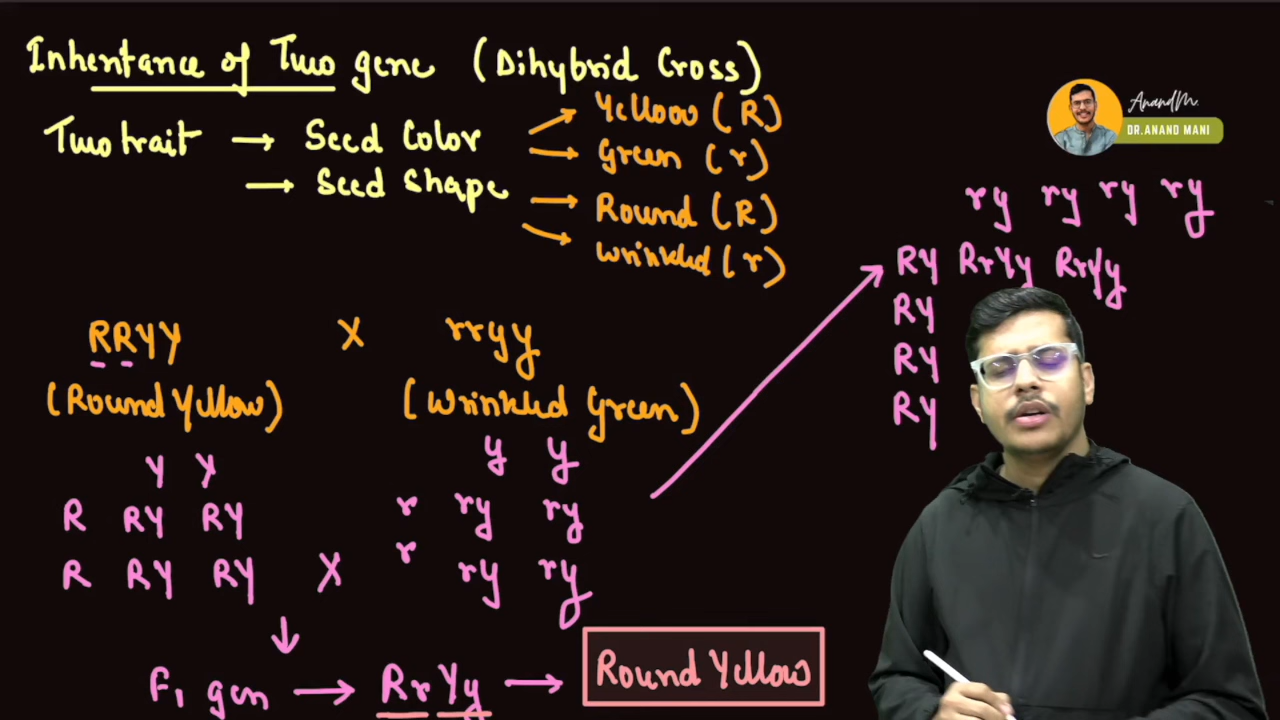 Inheritance of Two gene (Dihybrid Cross)
Two trait → Seed Color → Yellow (R)
→ Green (r)
→ Seed Shape → Round (R)
→ Wrinkled (r)
RRYY X rryy
(Round Yellow) (Wrinkled Green)
Y Y
R RY RY
R RY RY
X
y y
r ry ry
r ry ry
F1 gen → RrYy → Round Yellow
AnandM.
DR.ANAND MANI
ry ry ry ry
RY RrYy RrYy
RY
RY
RY